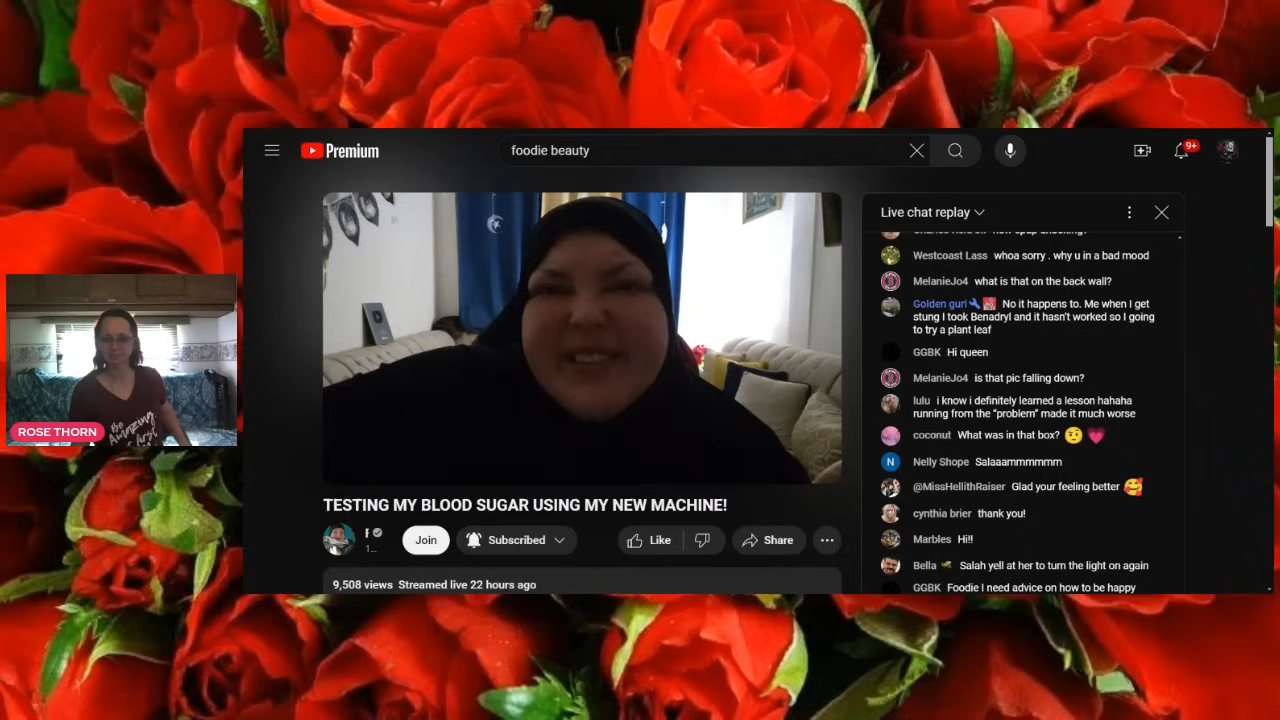 Premium
foodie beauty
9+
Live chat replay
Westcoast Lass whoa sorry . why u in a bad mood
MelanieJo4 what is that on the back wall?
Golden gurl No it happens to. Me when I get
stung I took Benadryl and it hasn't worked so I going
to try a plant leaf
GGBK Hi queen
MelanieJo4 is that pic falling down?
lulu i know i definitely learned a lesson hahaha
running from the "problem" made it much worse
coconut What was in that box? 🤨 💗
N Nelly Shope Salaaammmmmm
@MissHellithRaiser Glad your feeling better 🥰
cynthia brier thank you!
Marbles Hi!!
Bella Salah yell at her to turn the light on again
GGBK Foodie I need advice on how to be happy
ROSE THORN
Be
Amazing
TESTING MY BLOOD SUGAR USING MY NEW MACHINE!
Join
Subscribed
Like
Share
9,508 views Streamed live 22 hours ago